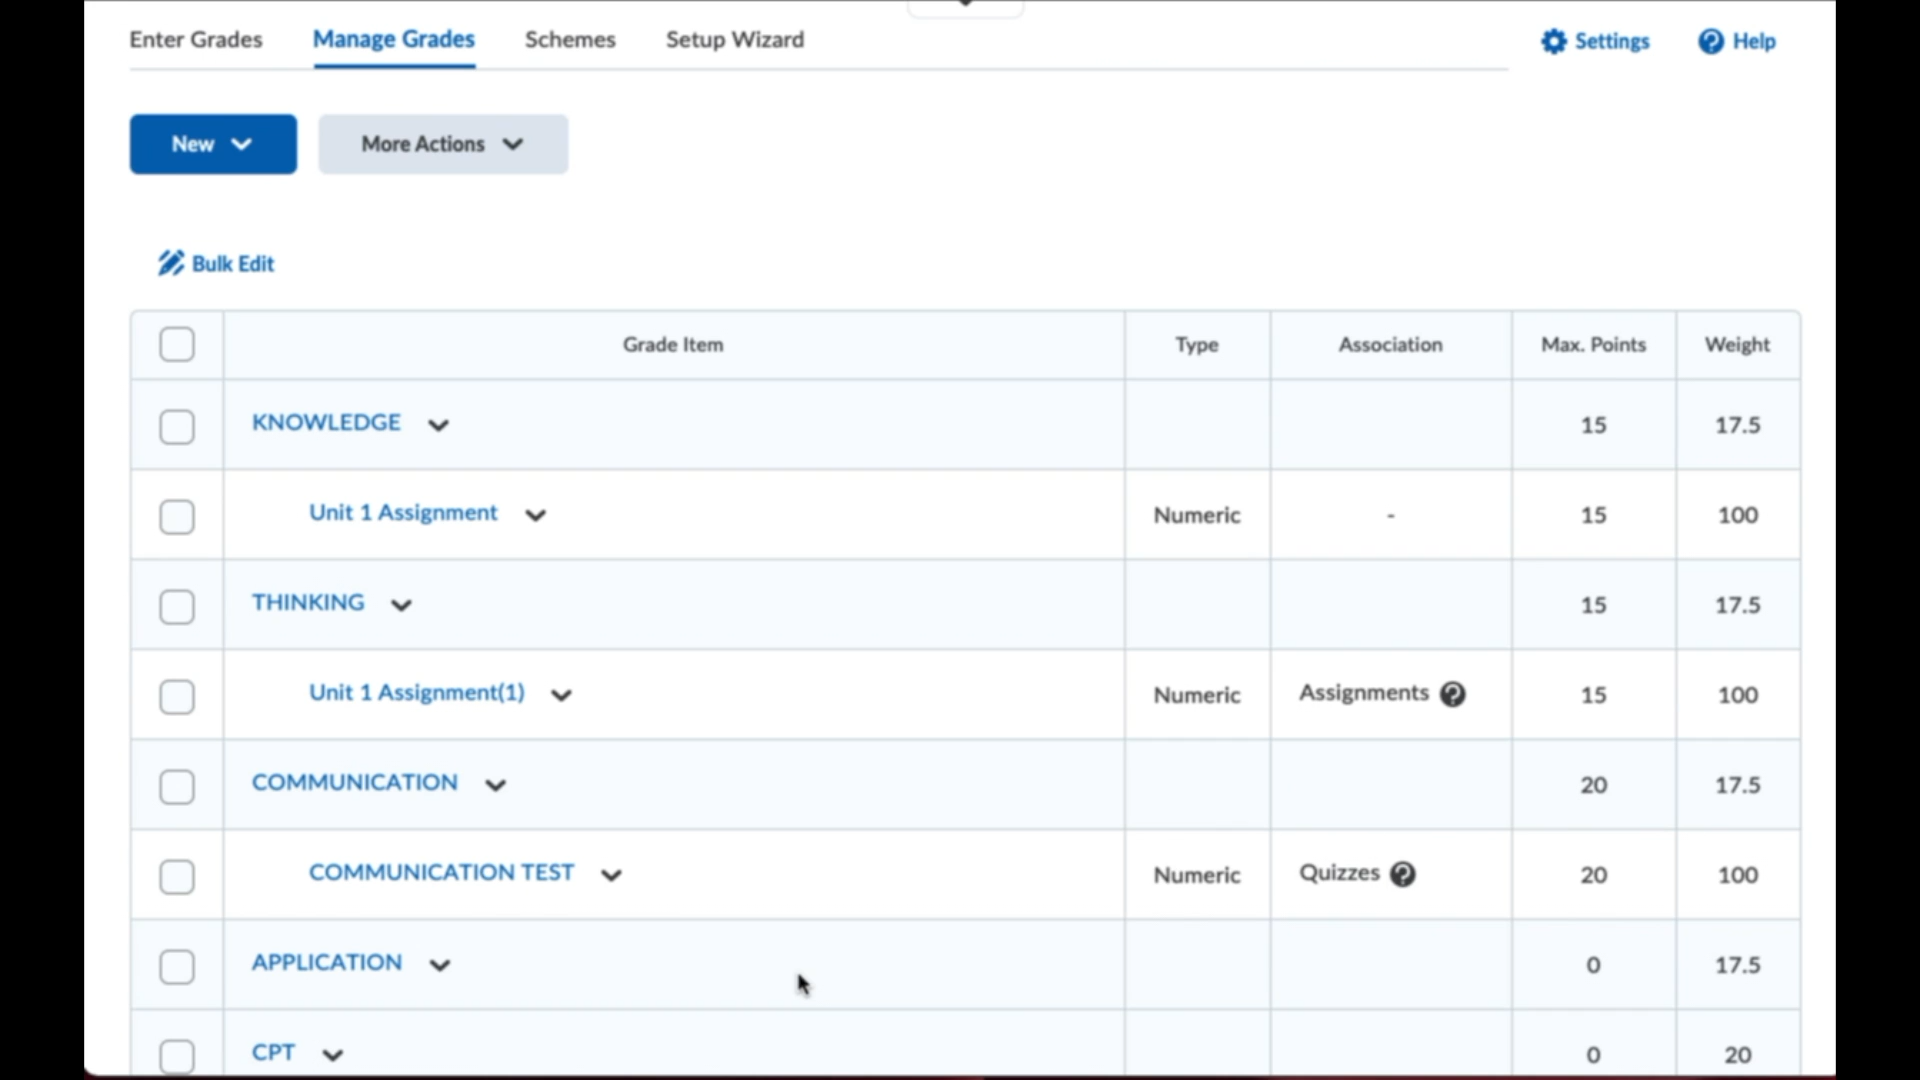 Enter Grades Manage Grades Schemes Setup Wizard Settings Help
New More Actions
Bulk Edit
Grade Item Type Association Max. Points Weight
KNOWLEDGE 15 17.5
Unit 1 Assignment Numeric - 15 100
THINKING 15 17.5
Unit 1 Assignment(1) Numeric Assignments 15 100
COMMUNICATION 20 17.5
COMMUNICATION TEST Numeric Quizzes 20 100
APPLICATION 0 17.5
CPT 0 20